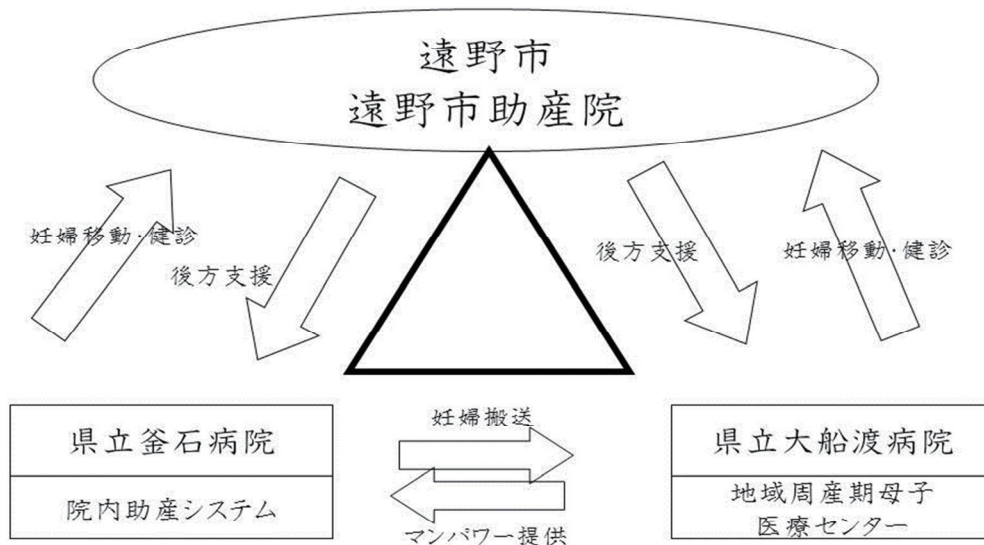 遠野市
遠野市助産院
妊婦移動・健診
後方支援
後方支援
妊婦移動・健診
県立釜石病院
院内助産システム
妊婦搬送
マンパワー提供
県立大船渡病院
地域周産期母子
医療センター